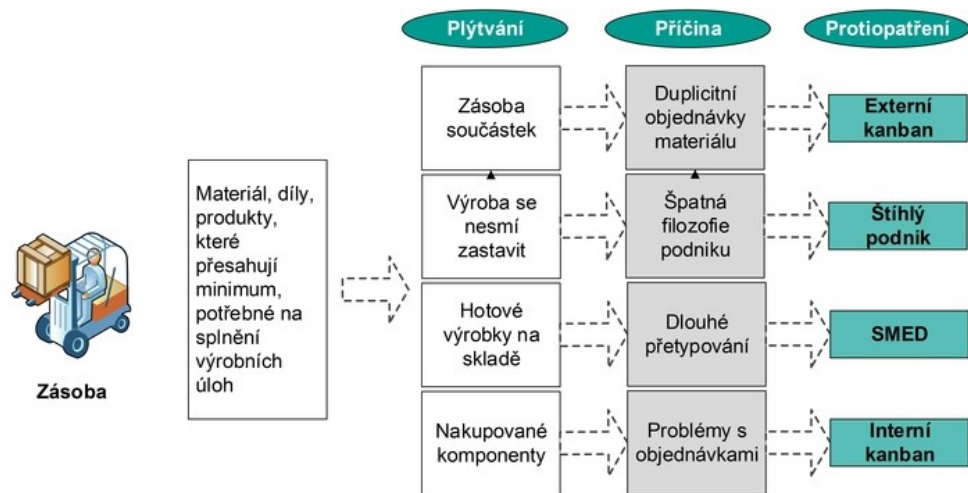 Plýtvání
Příčina
Protiopatření
Zásoba
součástek
Duplicitní
objednávky
materiálu
Externí
kanban
Materiál, díly,
produkty,
které
přesahují
minimum,
potřebné na
splnění
výrobních
úloh
Zásoba
Výroba se
nesmí
zastavit
Špatná
filozofie
podniku
Štíhlý
podnik
Hotové
výrobky na
skladě
Dlouhé
přetypování
SMED
Nakupované
komponenty
Problémy s
objednávkami
Interní
kanban